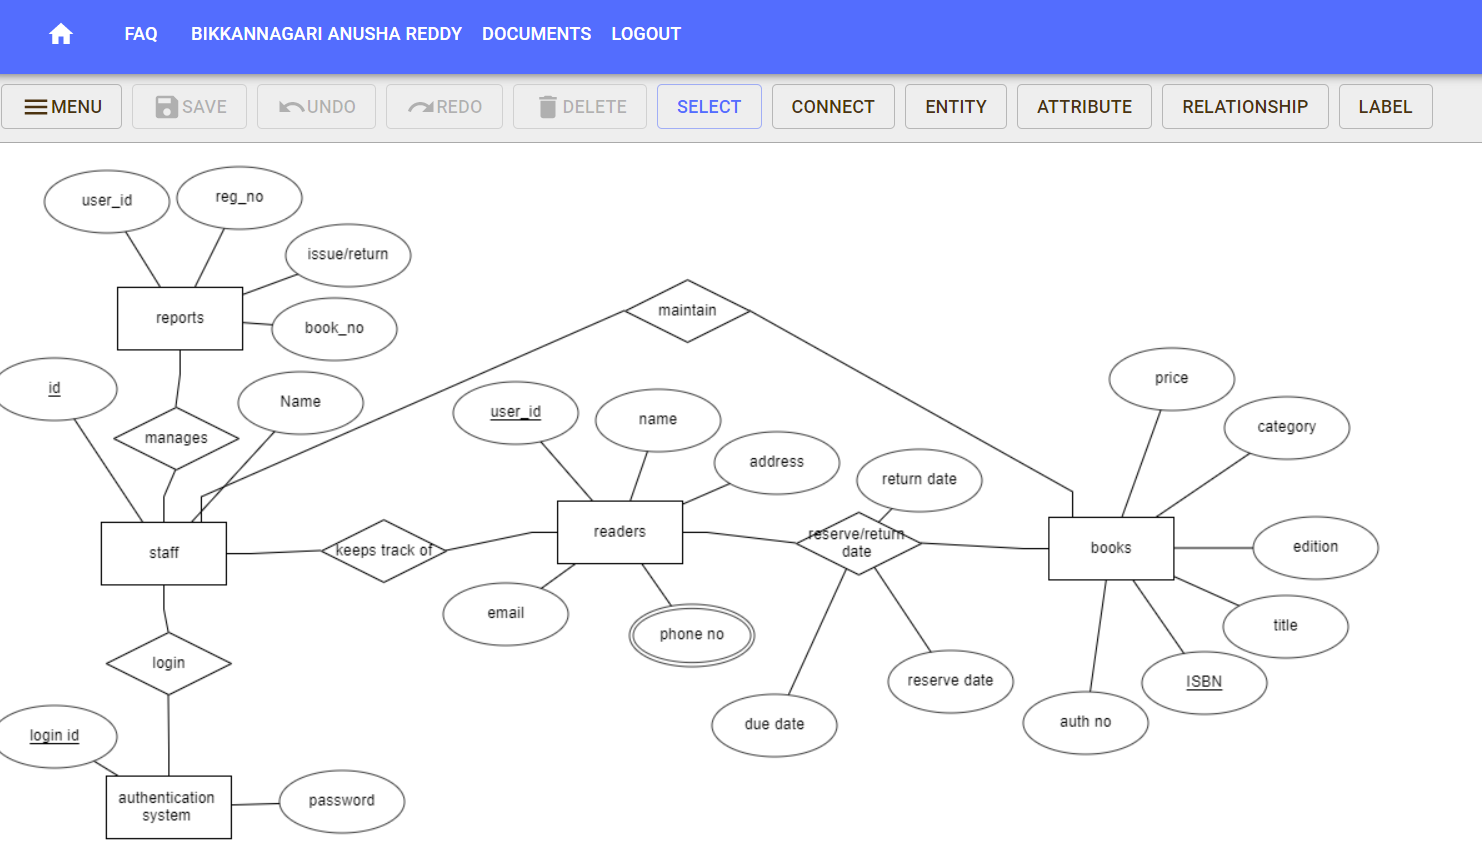 FAQ BIKKANNAGARI ANUSHA REDDY DOCUMENTS LOGOUT
MENU SAVE UNDO REDO DELETE SELECT CONNECT ENTITY ATTRIBUTE RELATIONSHIP LABEL
user_id
reg_no
issue/return
reports
book_no
maintain
id
Name
manages
user_id
name
address
price
category
return date
staff
keeps track of
readers
reserve/return
date
books
edition
email
phone no
title
login
due date
reserve date
ISBN
auth no
login id
authentication
system
password